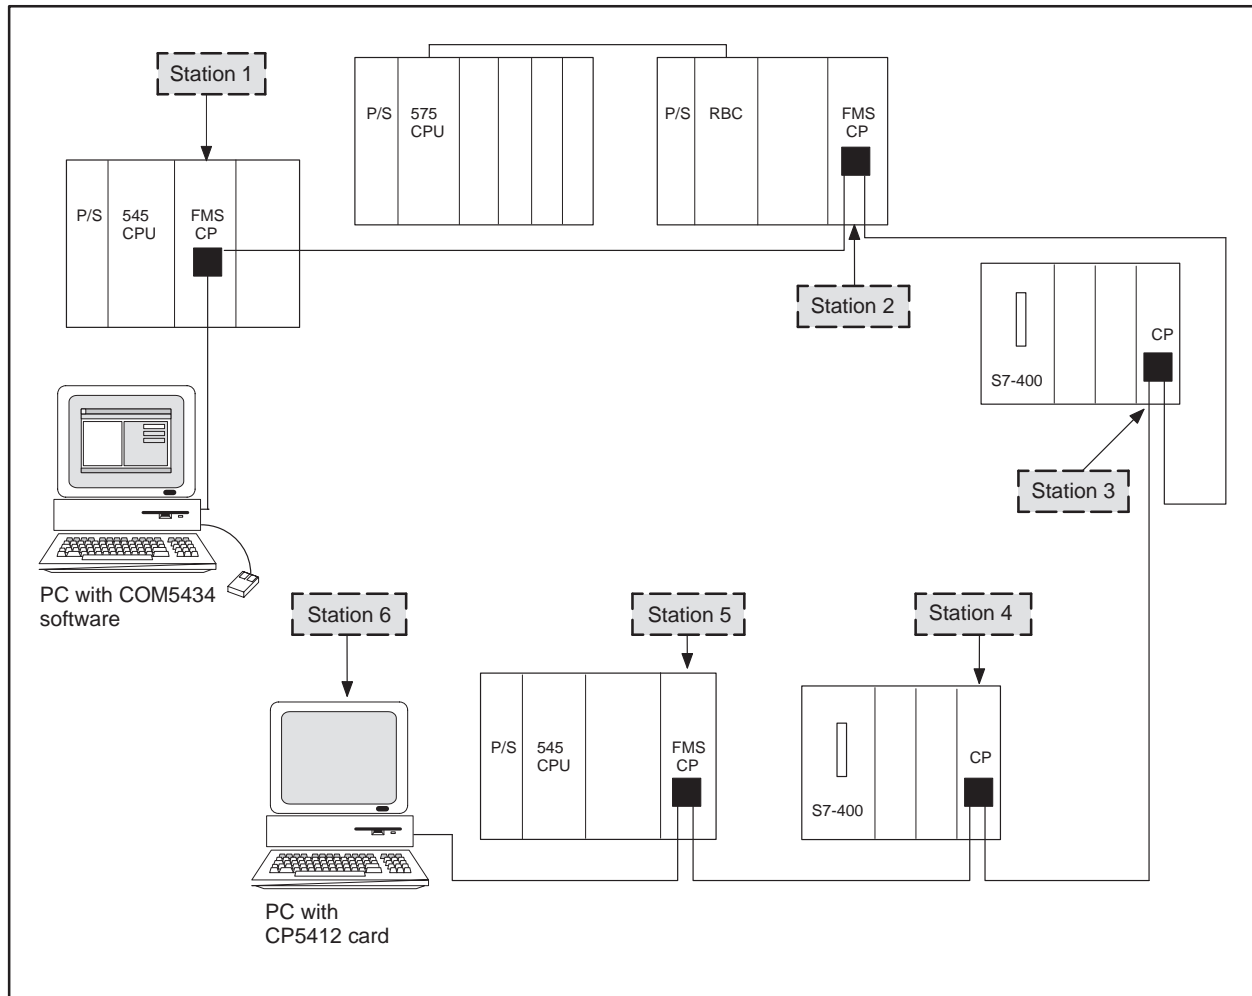 Station 1
P/S
575
CPU
P/S
RBC
FMS
CP
P/S
545
CPU
FMS
CP
Station 2
S7-400
CP
Station 3
PC with COM5434
software
Station 6
Station 5
Station 4
P/S
545
CPU
FMS
CP
S7-400
CP
PC with
CP5412 card